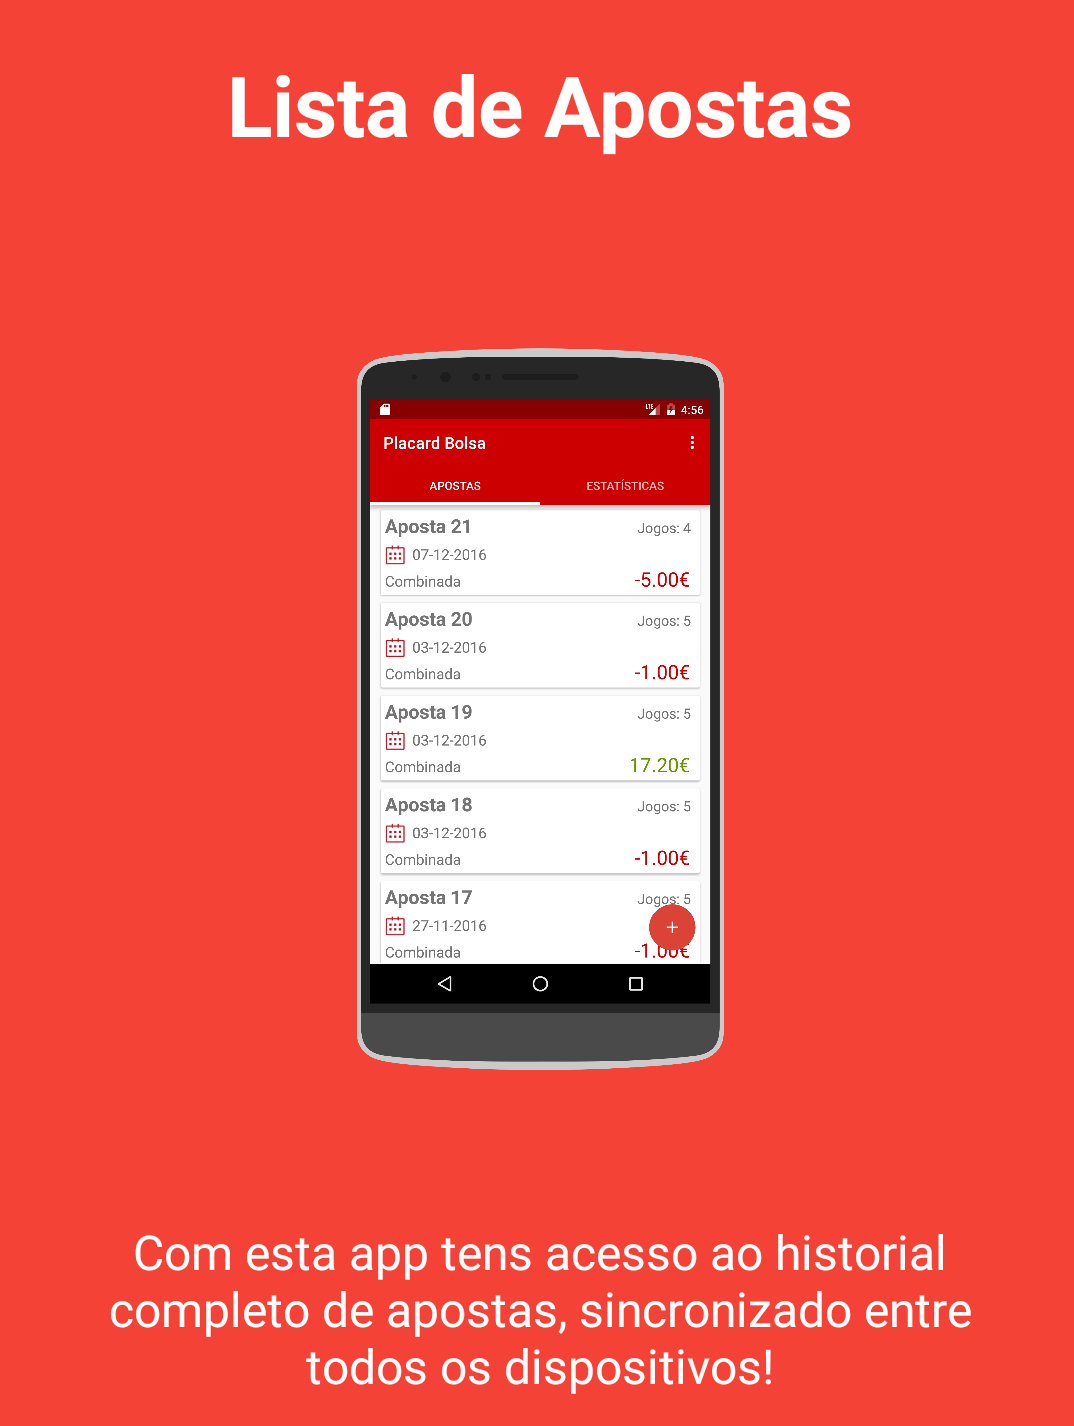 Lista de Apostas
LTE 4:56
Placard Bolsa
APOSTAS ESTATÍSTICAS
Aposta 21 Jogos: 4
07-12-2016
Combinada -5.00€
Aposta 20 Jogos: 5
03-12-2016
Combinada -1.00€
Aposta 19 Jogos: 5
03-12-2016
Combinada 17.20€
Aposta 18 Jogos: 5
03-12-2016
Combinada -1.00€
Aposta 17 Jogos: 5
27-11-2016
+
Combinada -1.00€
Com esta app tens acesso ao historial
completo de apostas, sincronizado entre
todos os dispositivos!